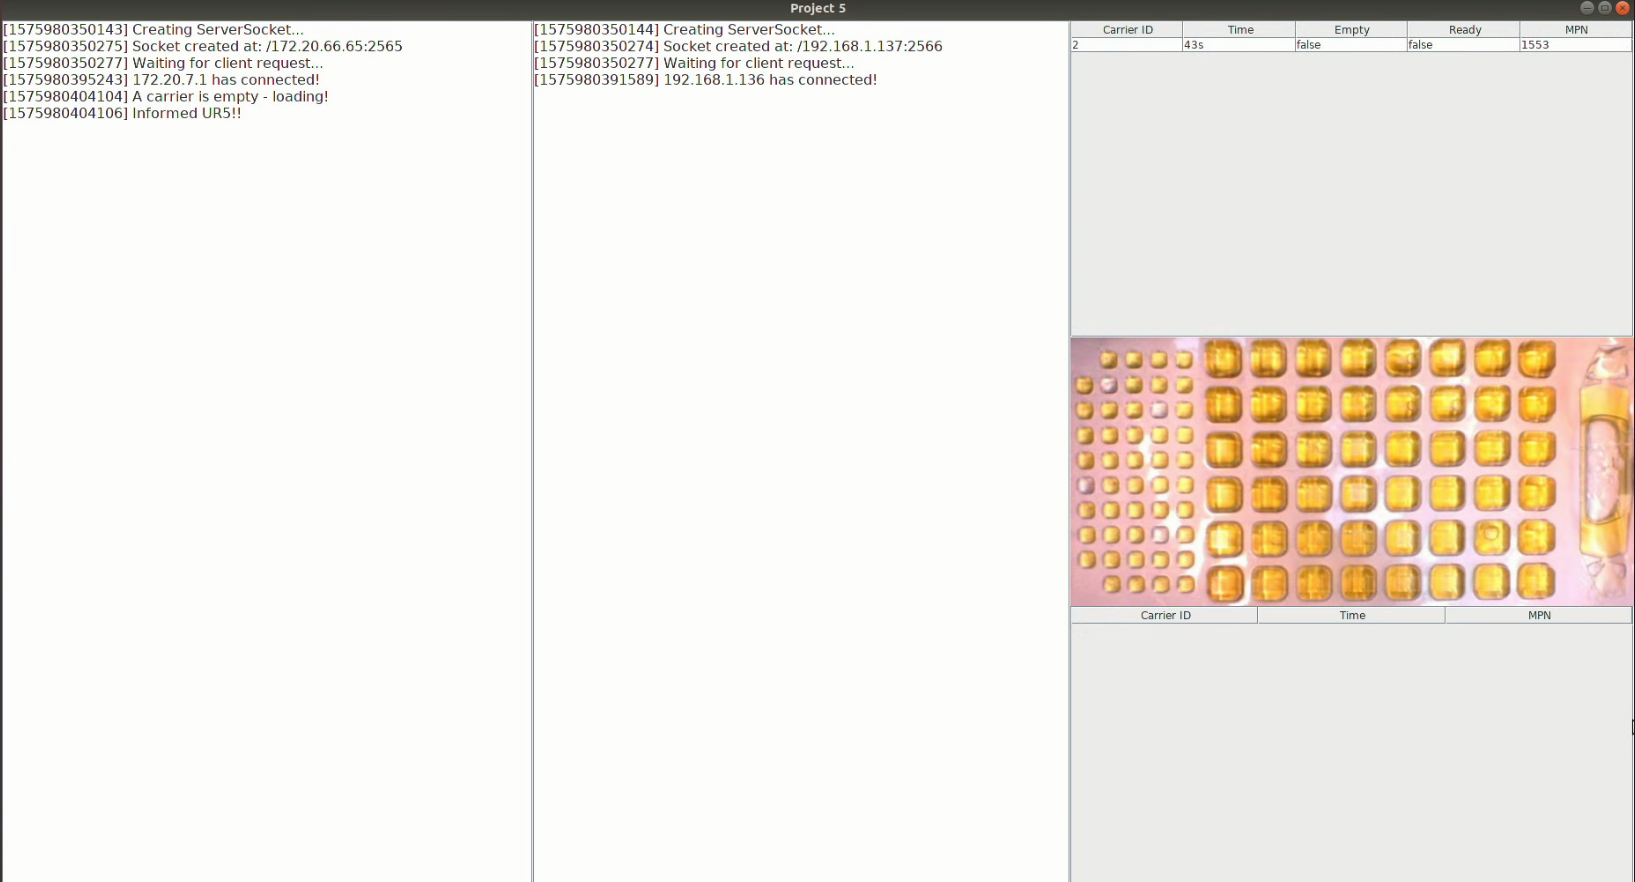 Project 5
[1575980350143] Creating ServerSocket...
[1575980350275] Socket created at: /172.20.66.65:2565
[1575980350277] Waiting for client request...
[1575980395243] 172.20.7.1 has connected!
[1575980404104] A carrier is empty - loading!
[1575980404106] Informed UR5!!
[1575980350144] Creating ServerSocket...
[1575980350274] Socket created at: /192.168.1.137:2566
[1575980350277] Waiting for client request...
[1575980391589] 192.168.1.136 has connected!
Carrier ID Time Empty Ready MPN
2 43s false false 1553
Carrier ID Time MPN